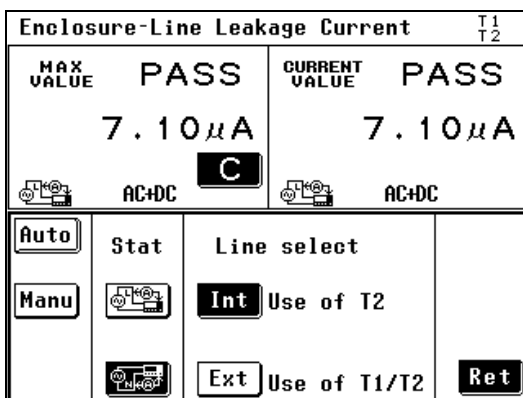 Enclosure-Line Leakage Current T1 T2
MAX VALUE PASS
7.10μA
C
AC+DC
CURRENT VALUE PASS
7.10μA
AC+DC
Auto
Manu
Stat
Line select
Int Use of T2
Ext Use of T1/T2
Ret